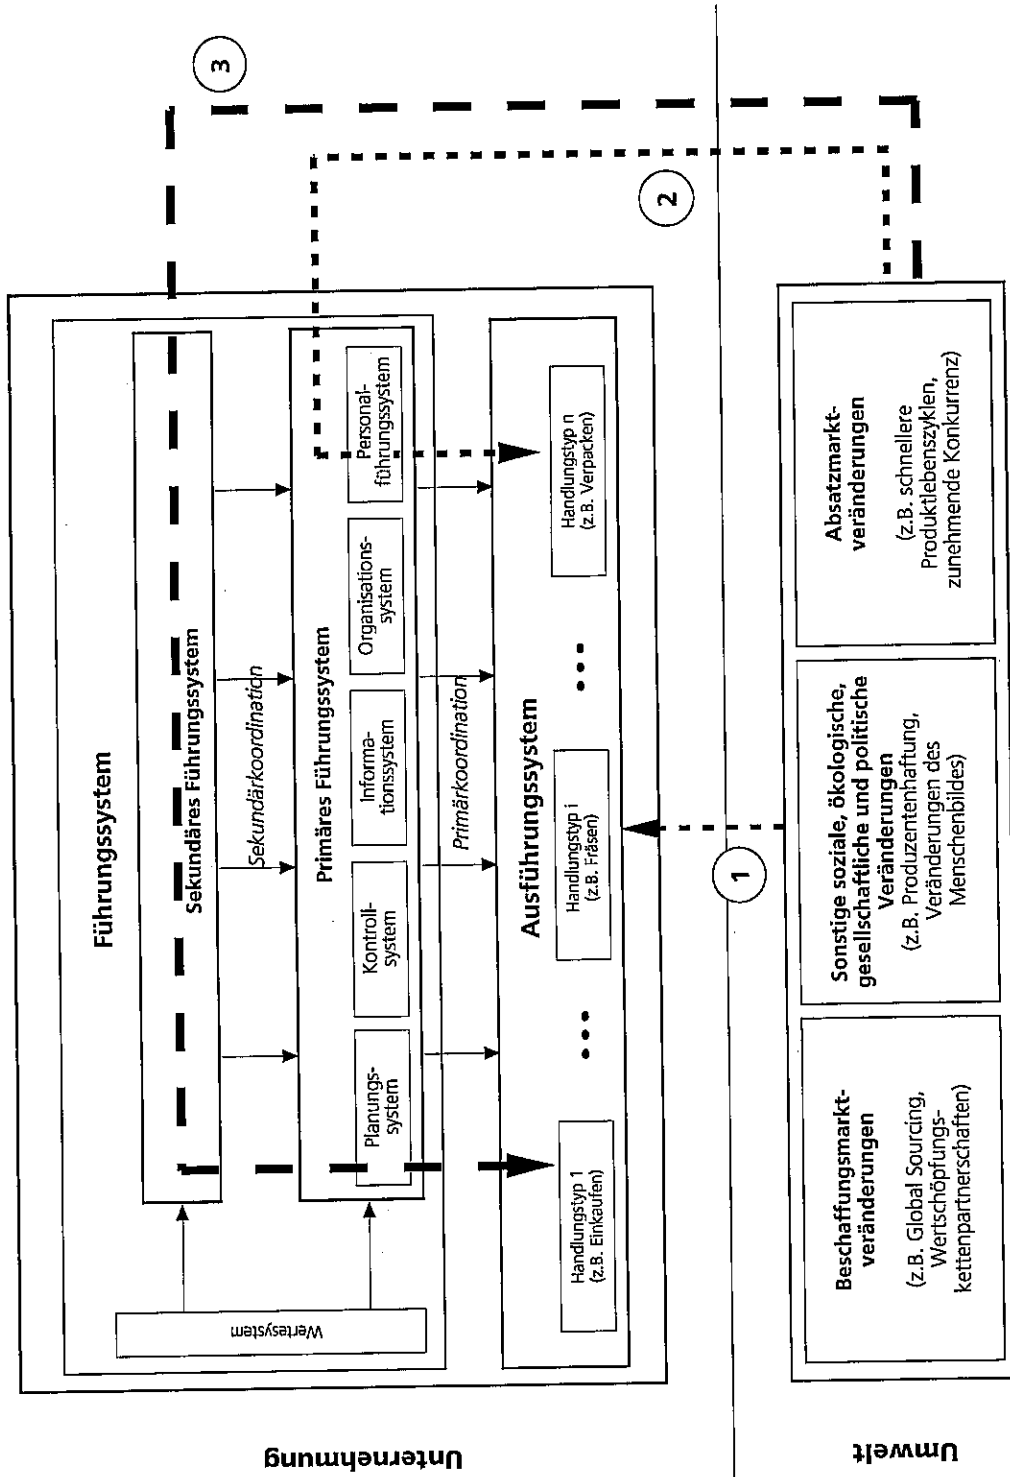 Unternehmung
Führungssystem
Wertesystem
Sekundäres Führungssystem
Sekundärkoordination
Primäres Führungssystem
Planungs-
system
Kontroll-
system
Informa-
tionssystem
Organisations-
system
Personal-
führungssystem
Primärkoordination
Ausführungssystem
Handlungstyp 1
(z.B. Einkaufen)
•••
Handlungstyp i
(z.B. Fräsen)
•••
Handlungstyp n
(z.B. Verpacken)
1
2
3
Umwelt
Beschaffungsmarkt-
veränderungen
(z.B. Global Sourcing,
Wertschöpfungs-
kettenpartnerschaften)
Sonstige soziale, ökologische,
gesellschaftliche und politische
Veränderungen
(z.B. Produzentenhaftung,
Veränderungen des
Menschenbildes)
Absatzmarkt-
veränderungen
(z.B. schnellere
Produktlebenszyklen,
zunehmende Konkurrenz)